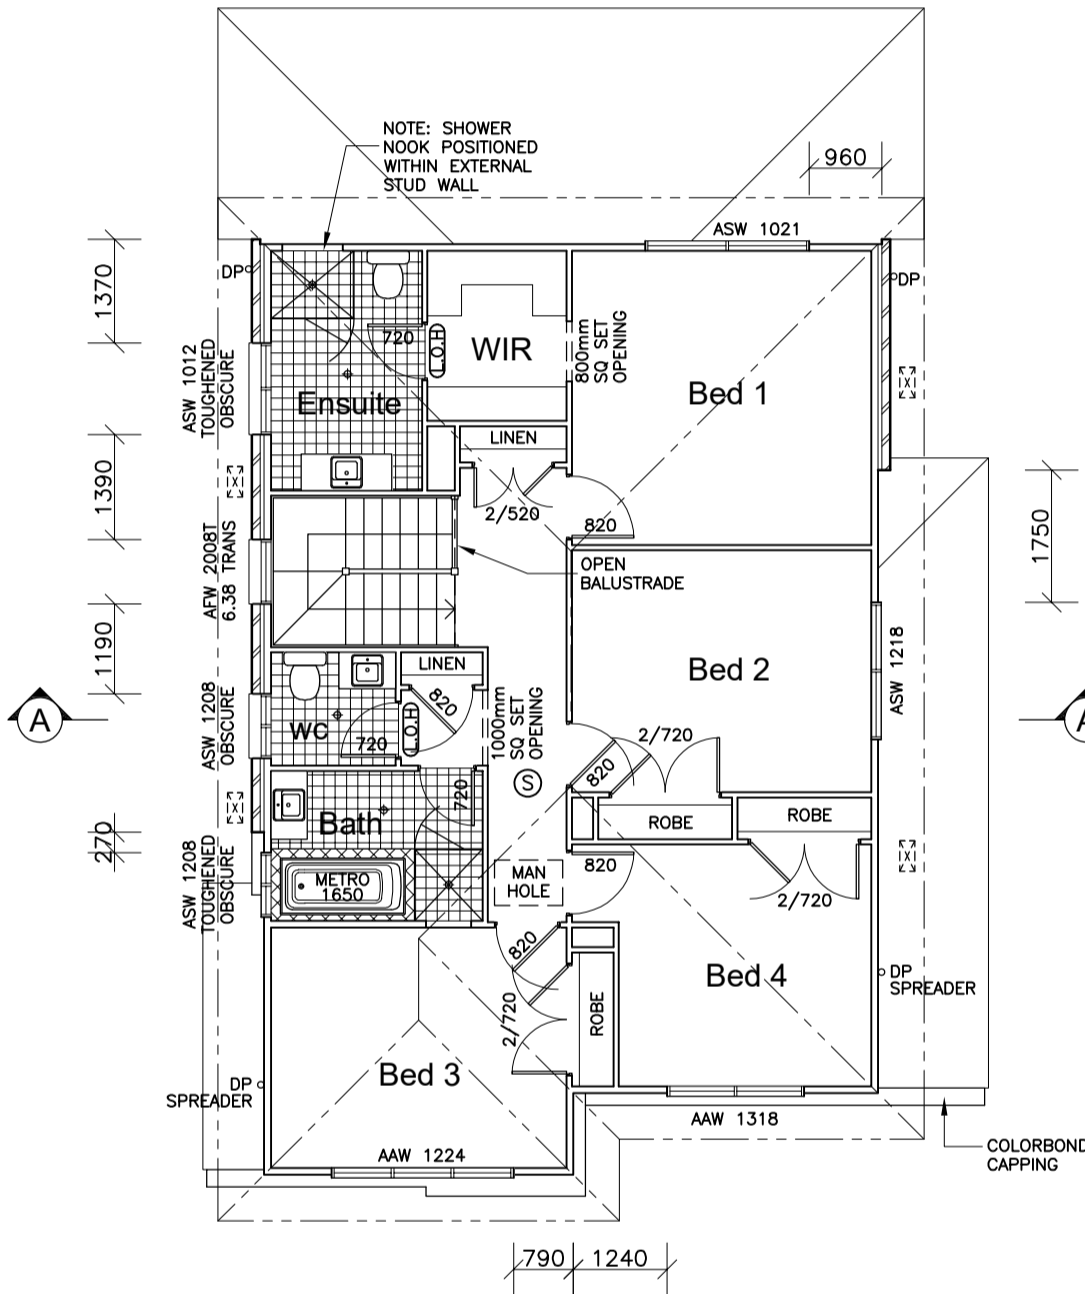 NOTE: SHOWER
NOOK POSITIONED
WITHIN EXTERNAL
STUD WALL
960
ASW 1021
DP
DP
1370
720
L.O.H
WIR
800mm
SQ SET
OPENING
Bed 1
ASW 1012
TOUGHENED
OBSCURE
Ensuite
LINEN
1390
2/520
820
1750
AFW 2008T
6.38 TRANS
OPEN
BALUSTRADE
1190
LINEN
Bed 2
ASW 1218
A
ASW 1208
OBSCURE
WC
720
L.O.H
820
1000mm
SQ SET
OPENING
S
820
2/720
A
720
Bath
ROBE
ROBE
270
ASW 1208
TOUGHENED
OBSCURE
METRO
1650
MAN
HOLE
820
2/720
820
Bed 4
DP
SPREADER
2/720
ROBE
Bed 3
DP
SPREADER
AAW 1318
AAW 1224
COLORBOND
CAPPING
790
1240